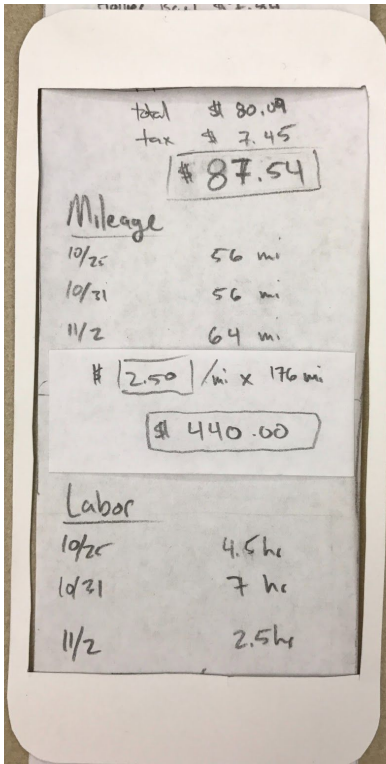 total $ 80.09
tax $ 7.45
$ 87.54
Mileage
10/25 56 mi
10/31 56 mi
11/2 64 mi
$ 2.50 /mi x 176 mi
$ 440.00
Labor
10/25 4.5 hr
10/31 7 hr
11/2 2.5 hr